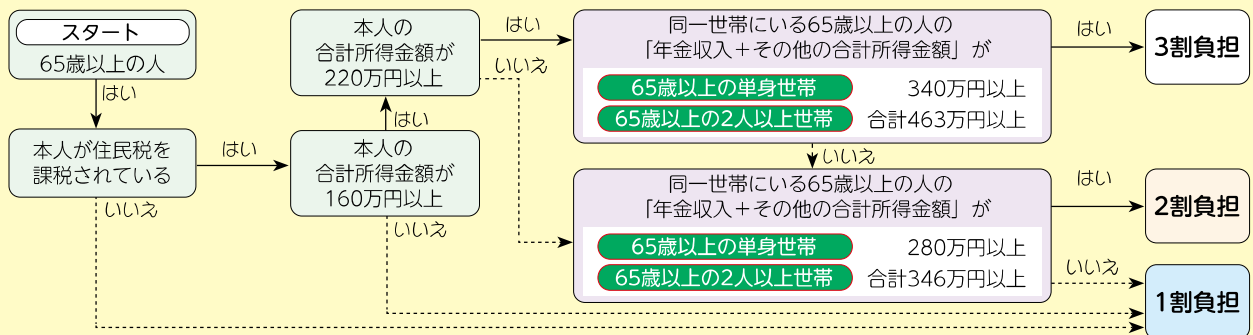 スタート
65歳以上の人
はい
本人が住民税を
課税されている
はい
いいえ
本人の
合計所得金額が
160万円以上
はい
いいえ
本人の
合計所得金額が
220万円以上
はい
いいえ
同一世帯にいる65歳以上の人の
「年金収入＋その他の合計所得金額」が
65歳以上の単身世帯 340万円以上
65歳以上の2人以上世帯 合計463万円以上
はい
いいえ
同一世帯にいる65歳以上の人の
「年金収入＋その他の合計所得金額」が
65歳以上の単身世帯 280万円以上
65歳以上の2人以上世帯 合計346万円以上
はい
いいえ
3割負担
2割負担
1割負担